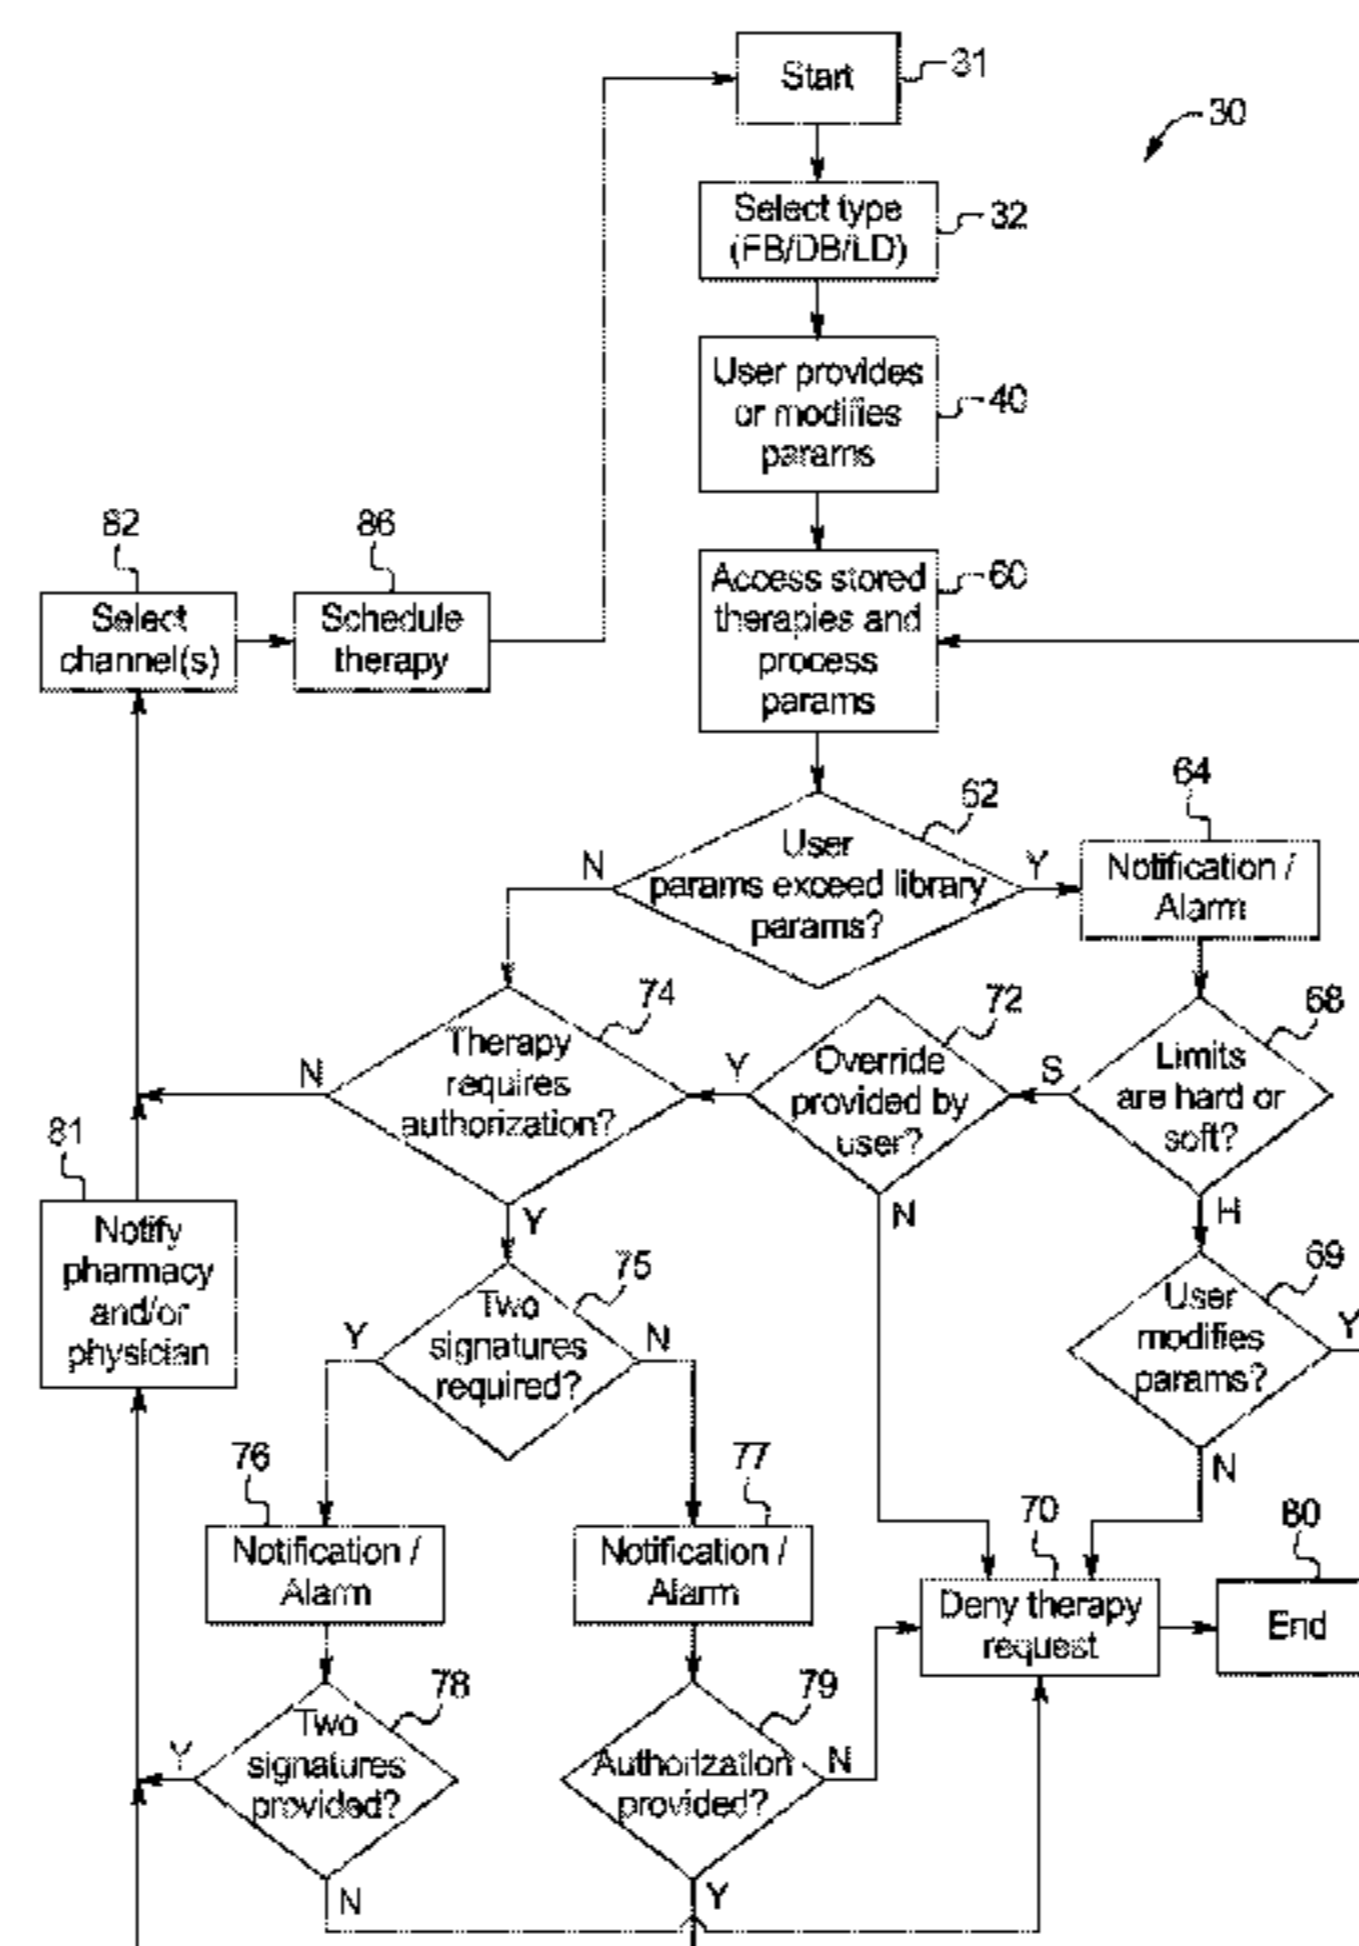 Start
31
30
Select type
(FB/DB/LD)
32
User provides
or modifies
params
40
82
Select
channel(s)
86
Schedule
therapy
Access stored
therapies and
process
params
60
62
User
params exceed library
params?
N
Y
64
Notification /
Alarm
74
Therapy
requires
authorization?
N
Y
72
Override
provided by
user?
Y
N
68
Limits
are hard or
soft?
S
H
81
Notify
pharmacy
and/or
physician
75
Two
signatures
required?
Y
N
69
User
modifies
params?
Y
N
76
Notification /
Alarm
77
Notification /
Alarm
70
Deny therapy
request
80
End
78
Two
signatures
provided?
Y
N
79
Authorization
provided?
N
Y